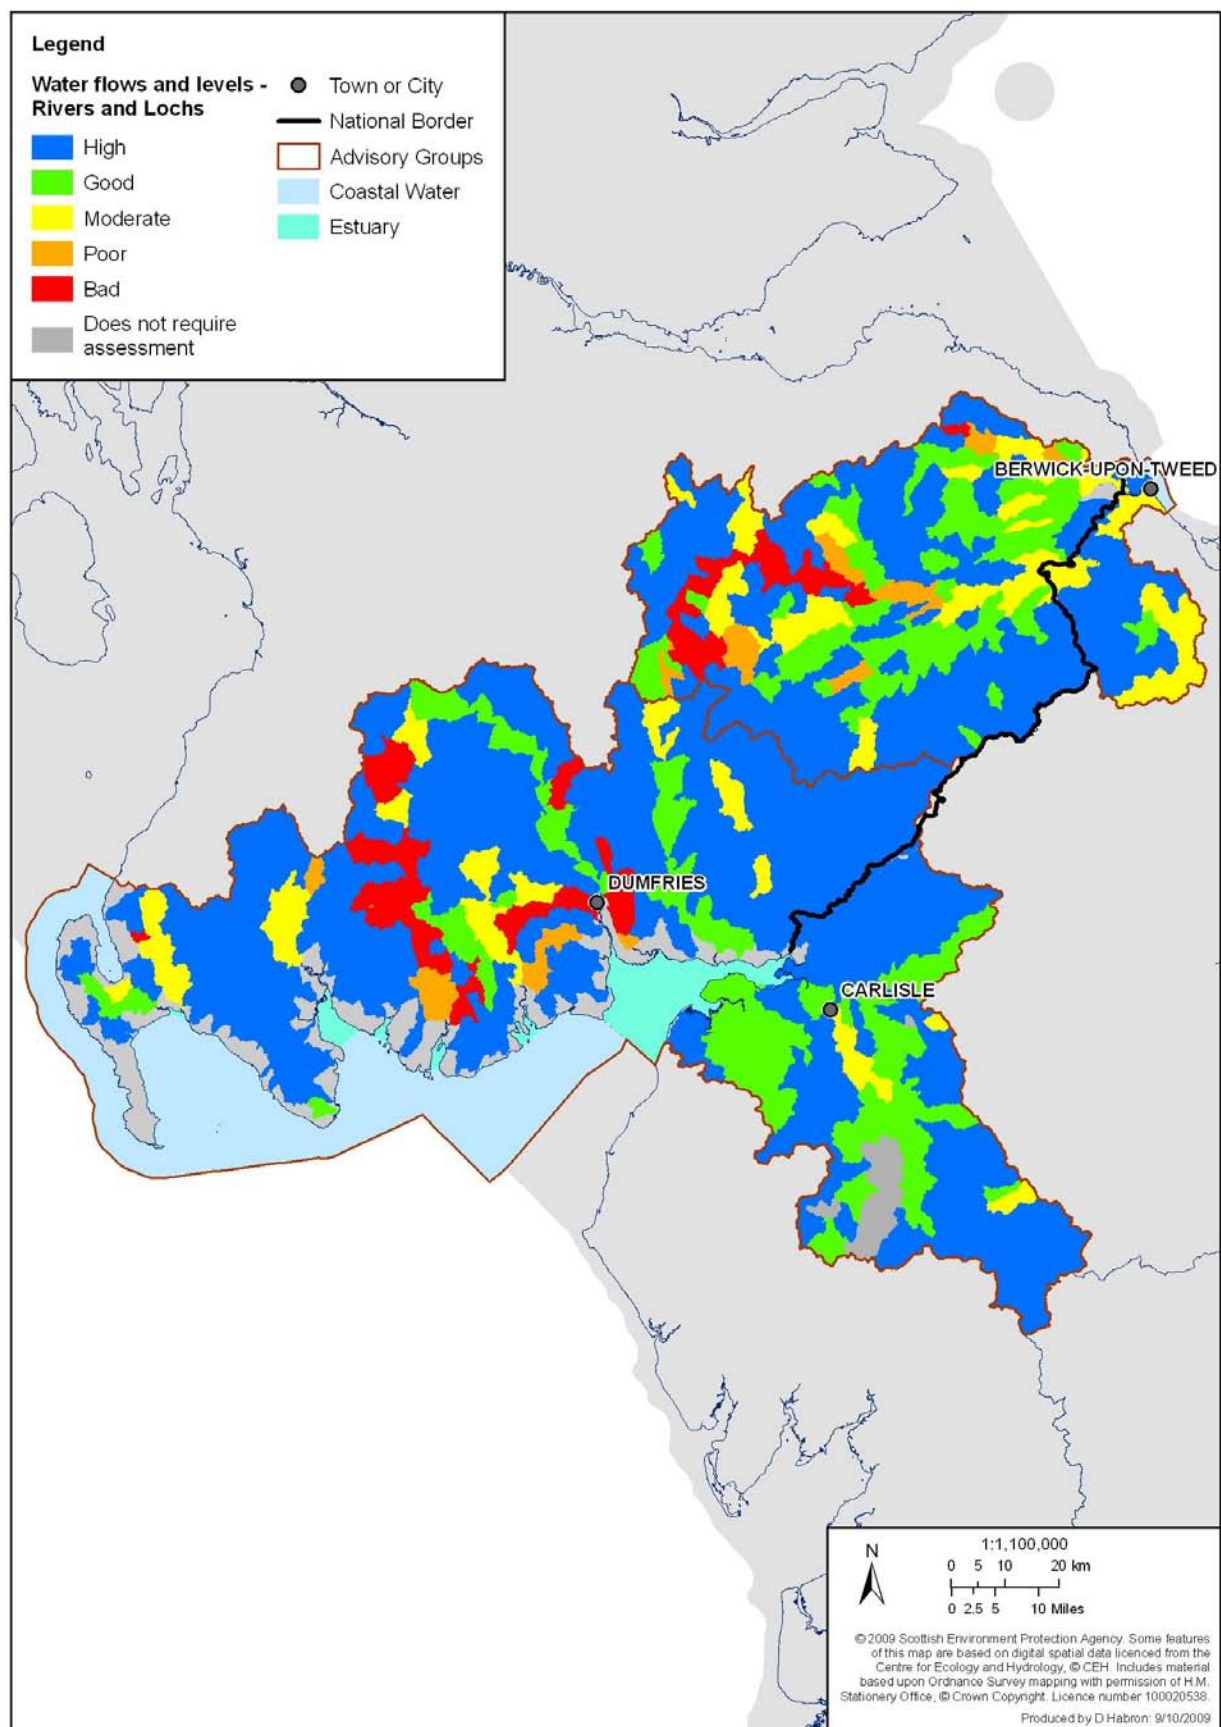 Legend
Water flows and levels -
Rivers and Lochs
High
Good
Moderate
Poor
Bad
Does not require
assessment
Town or City
National Border
Advisory Groups
Coastal Water
Estuary
BERWICK-UPON-TWEED
DUMFRIES
CARLISLE
N
1:1,100,000
0 5 10 20 km
0 2.5 5 10 Miles
© 2009 Scottish Environment Protection Agency. Some features
of this map are based on digital spatial data licenced from the
Centre for Ecology and Hydrology, © CEH. Includes material
based upon Ordnance Survey mapping with permission of H.M.
Stationery Office, © Crown Copyright. Licence number 100020538.
Produced by D Habron: 9/10/2009